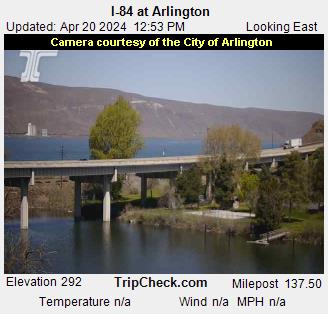 I-84 at Arlington
Updated: Apr 20 2024 12:53 PM Looking East
Camera courtesy of the City of Arlington
Elevation 292 TripCheck.com Milepost 137.50
Temperature n/a Wind n/a MPH n/a